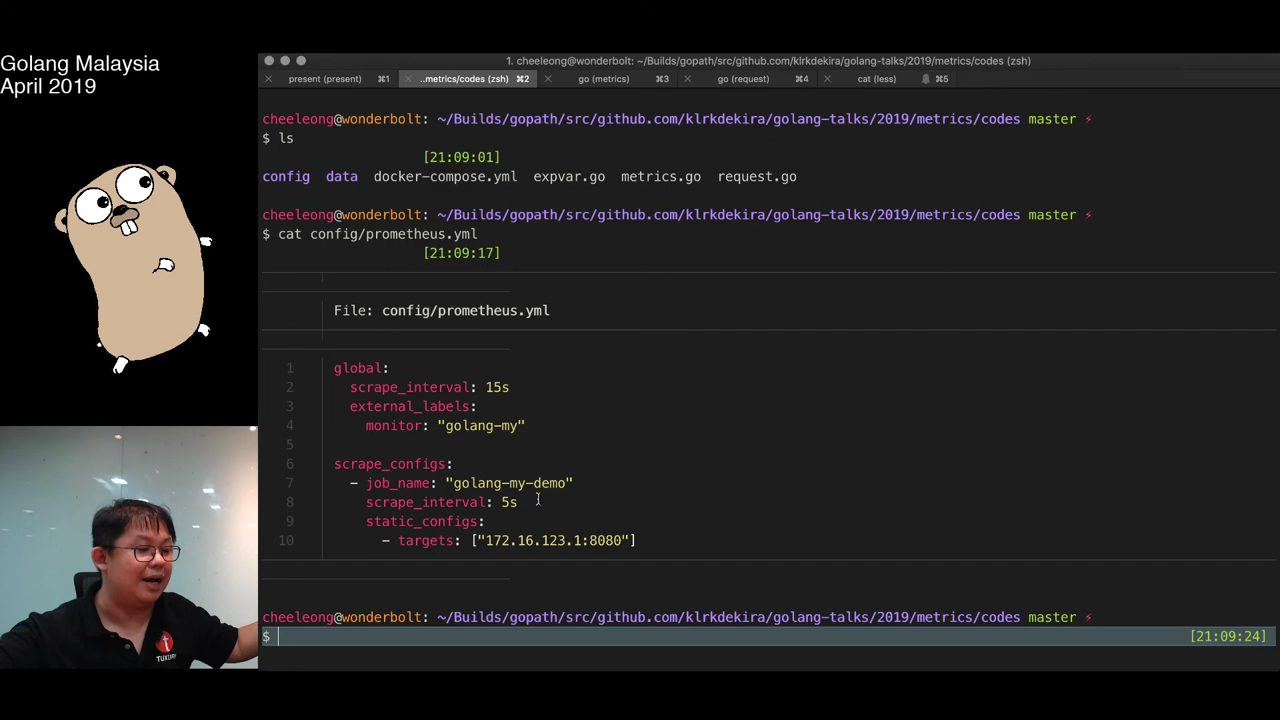 Golang Malaysia
April 2019
1. cheeleong@wonderbolt: ~/Builds/gopath/src/github.com/klrkdekira/golang-talks/2019/metrics/codes (zsh)
present (present) ⌘1
..metrics/codes (zsh) ⌘2
go (metrics) ⌘3
go (request) ⌘4
cat (less) ⌘5
cheeleong@wonderbolt: ~/Builds/gopath/src/github.com/klrkdekira/golang-talks/2019/metrics/codes master ⚡
$ ls
[21:09:01]
config data docker-compose.yml expvar.go metrics.go request.go
cheeleong@wonderbolt: ~/Builds/gopath/src/github.com/klrkdekira/golang-talks/2019/metrics/codes master ⚡
$ cat config/prometheus.yml
[21:09:17]
File: config/prometheus.yml
1 global:
2 scrape_interval: 15s
3 external_labels:
4 monitor: "golang-my"
5
6 scrape_configs:
7 - job_name: "golang-my-demo"
8 scrape_interval: 5s
9 static_configs:
10 - targets: ["172.16.123.1:8080"]
cheeleong@wonderbolt: ~/Builds/gopath/src/github.com/klrkdekira/golang-talks/2019/metrics/codes master ⚡
$ [21:09:24]